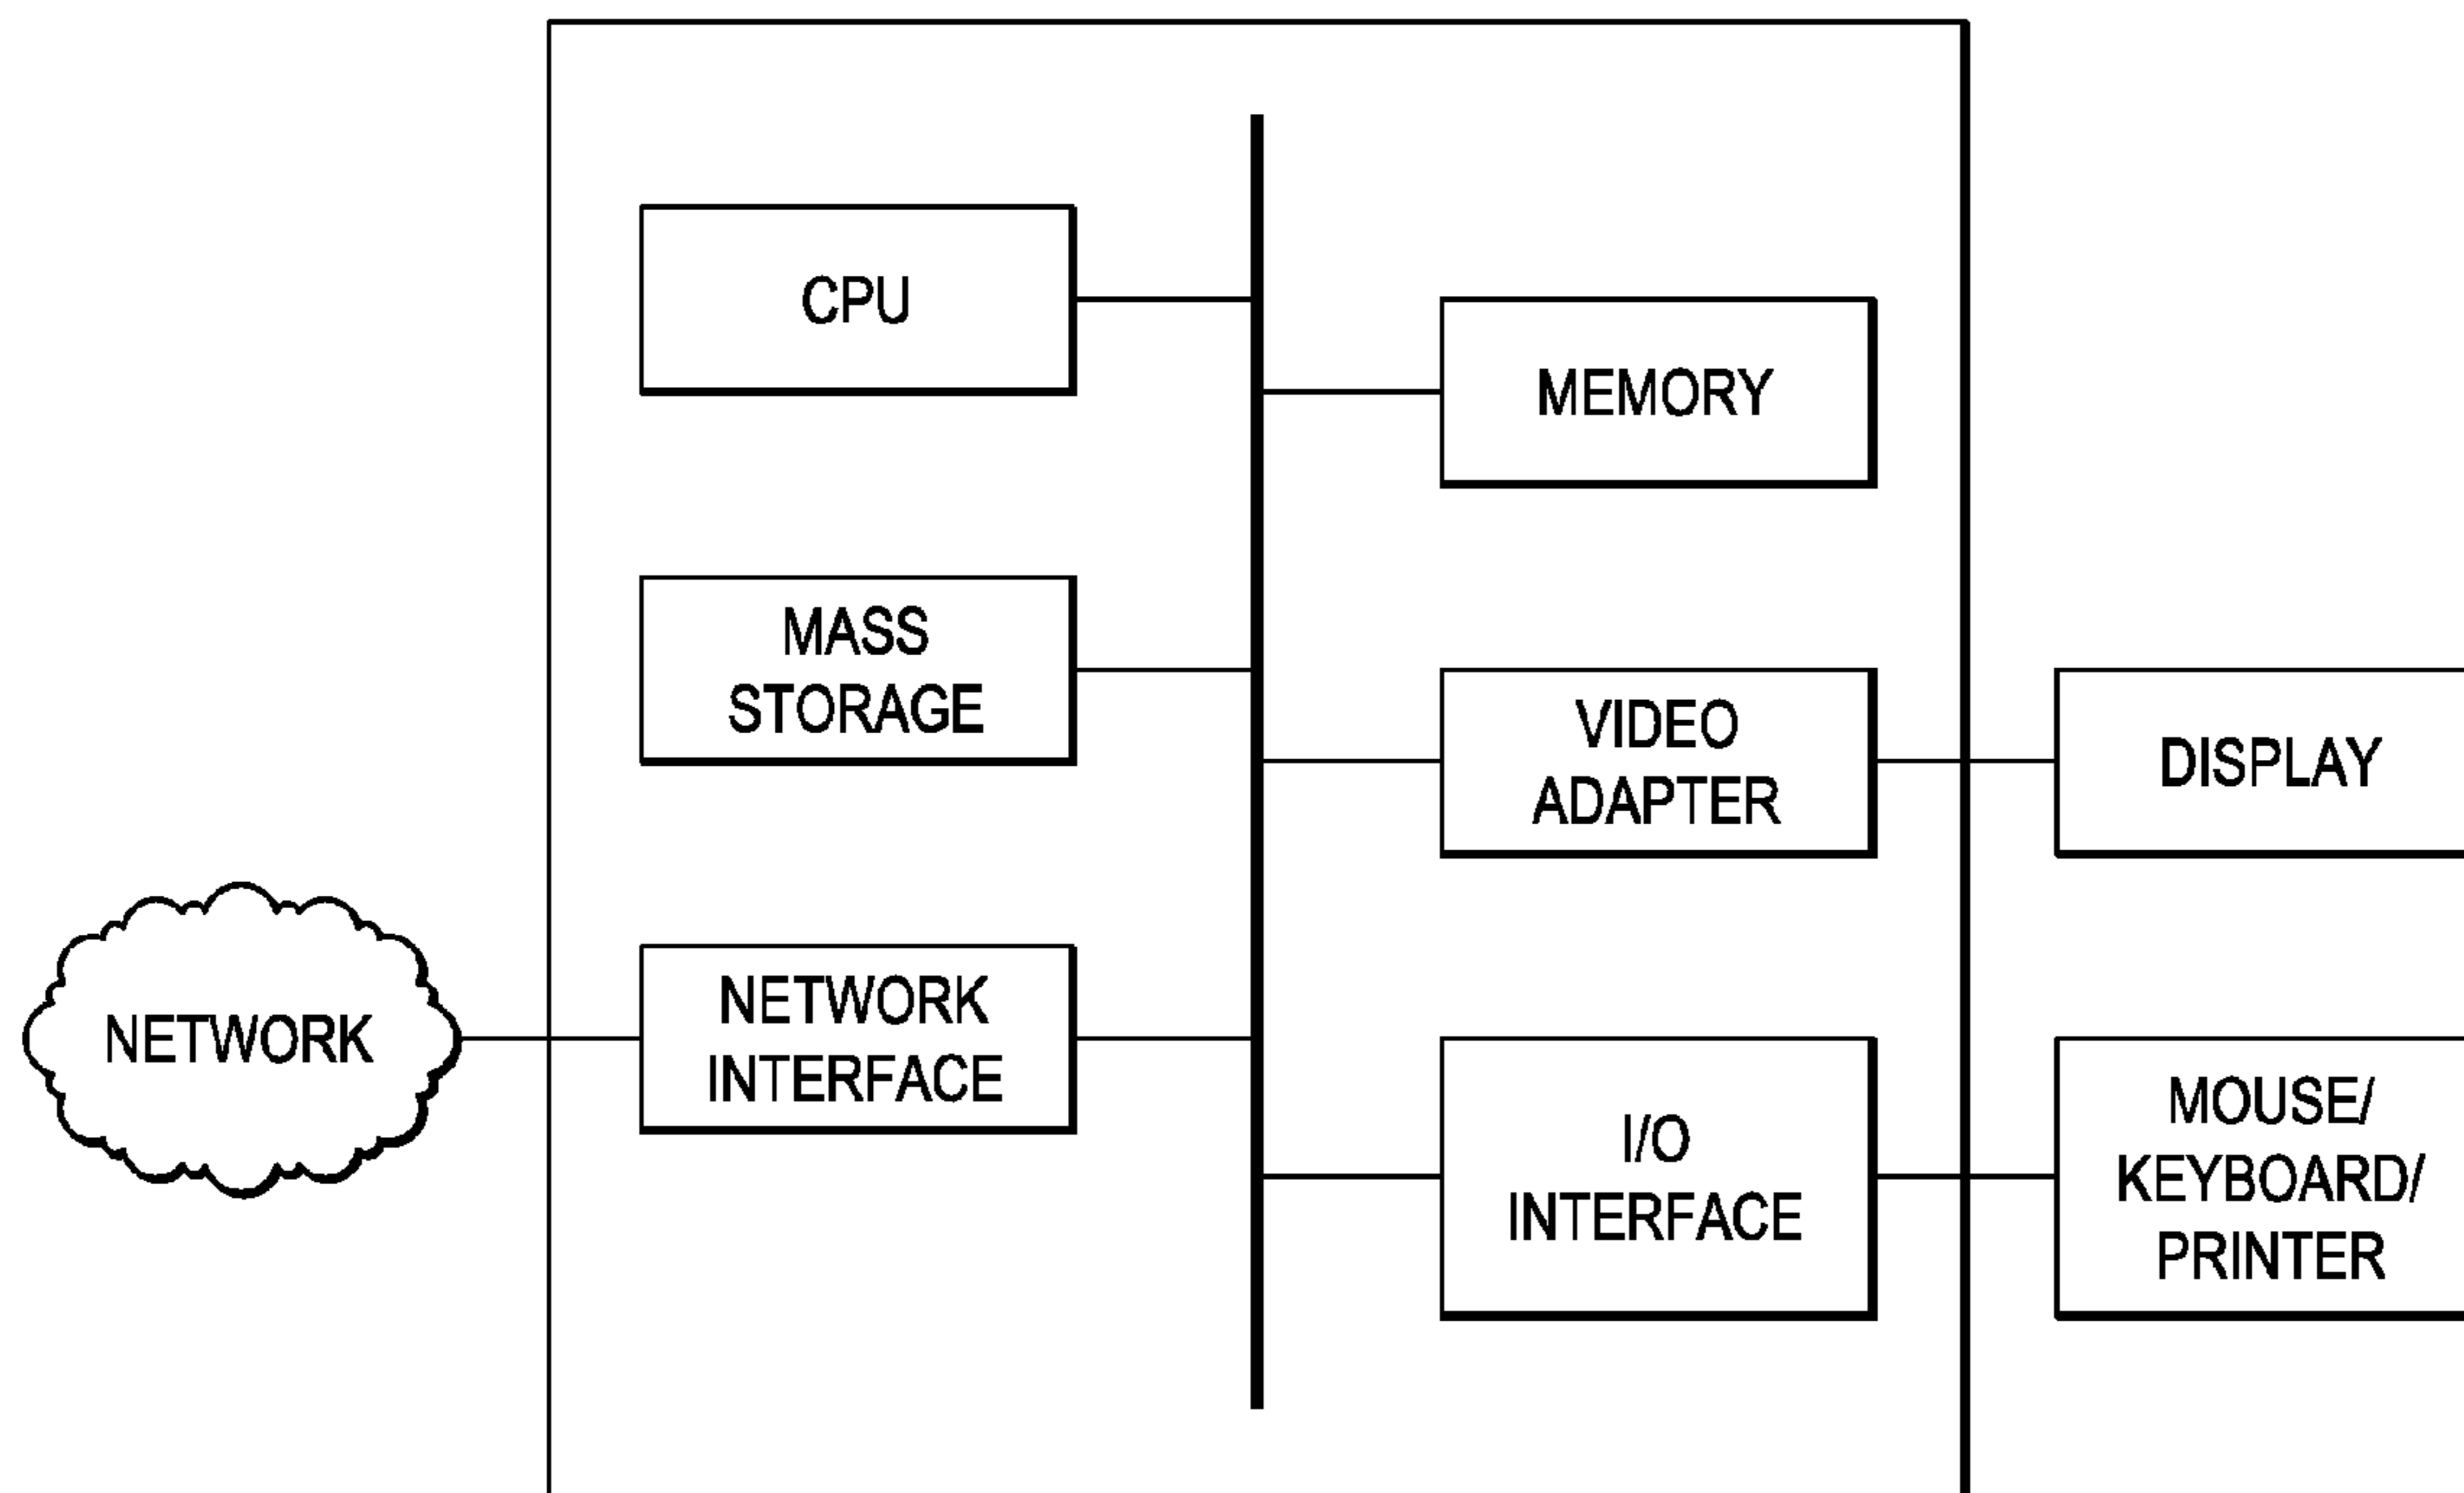 CPU
MEMORY
MASS
STORAGE
VIDEO
ADAPTER
DISPLAY
NETWORK
NETWORK
INTERFACE
I/O
INTERFACE
MOUSE/
KEYBOARD/
PRINTER